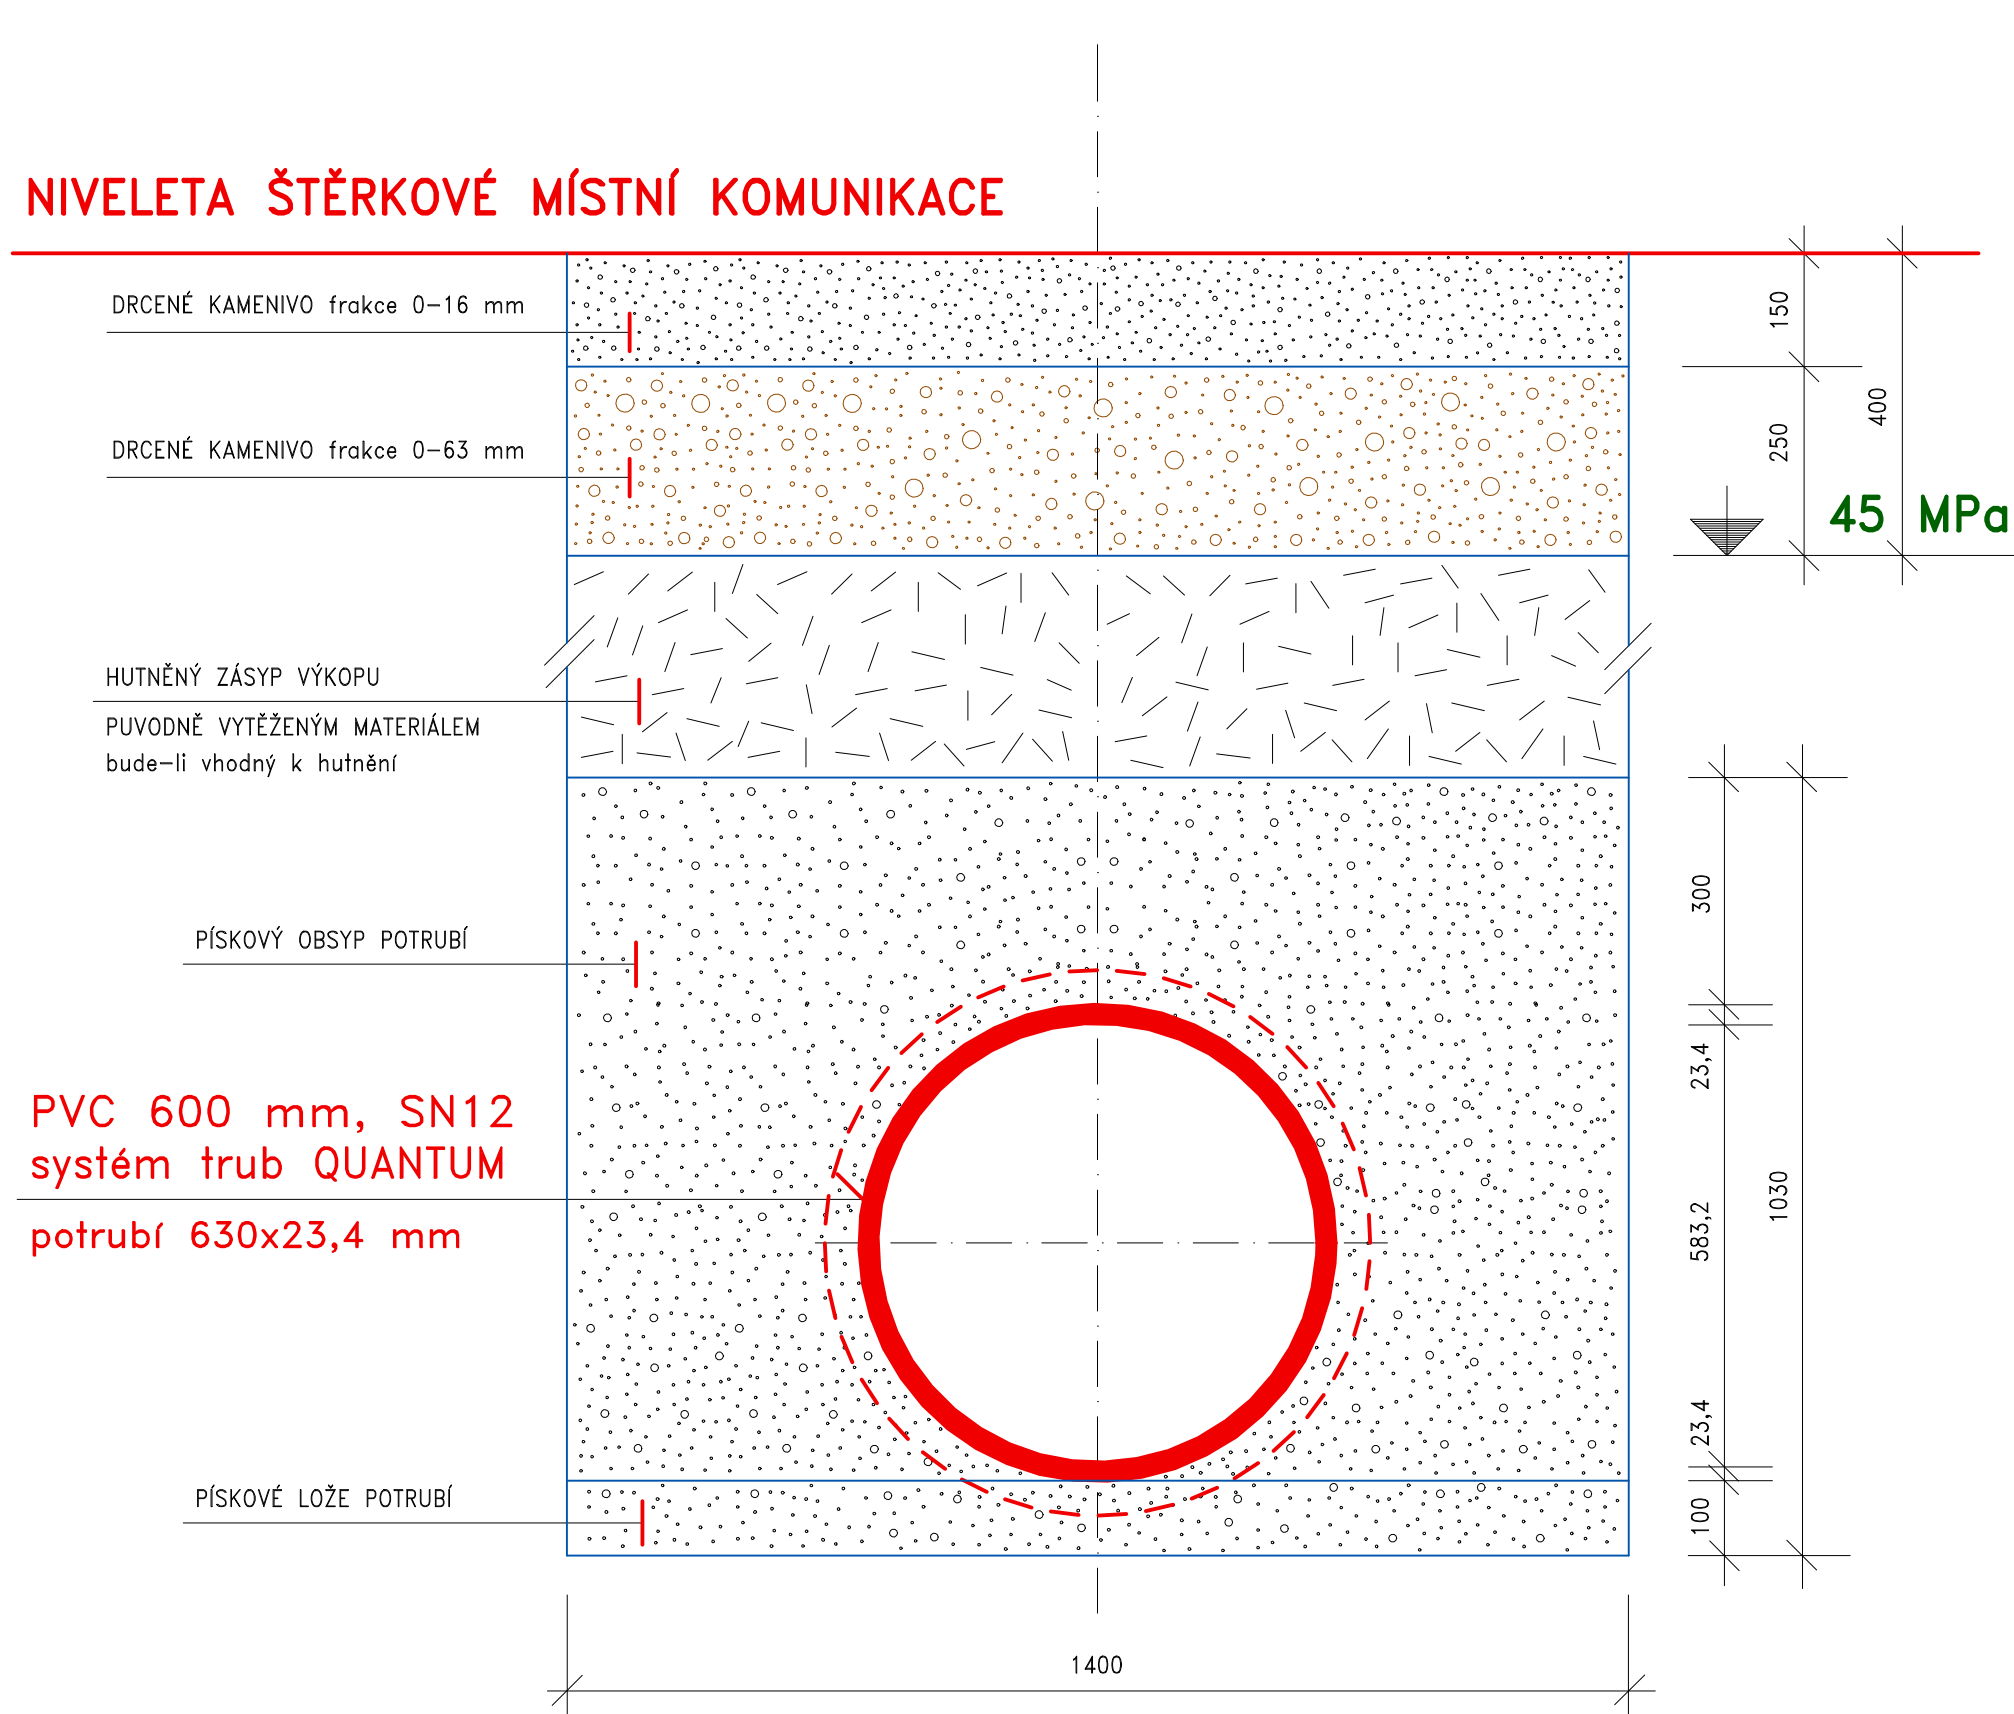 NIVELETA ŠTĚRKOVÉ MÍSTNÍ KOMUNIKACE
DRCENÉ KAMENIVO frakce 0-16 mm
150
400
DRCENÉ KAMENIVO frakce 0-63 mm
250
45 MPa
HUTNĚNÝ ZÁSYP VÝKOPU
PUVODNĚ VYTĚŽENÝM MATERIÁLEM
bude-li vhodný k hutnění
300
PÍSKOVÝ OBSYP POTRUBÍ
23,4
PVC 600 mm, SN12
systém trub QUANTUM
potrubí 630x23,4 mm
583,2
1030
23,4
PÍSKOVÉ LOŽE POTRUBÍ
100
1400